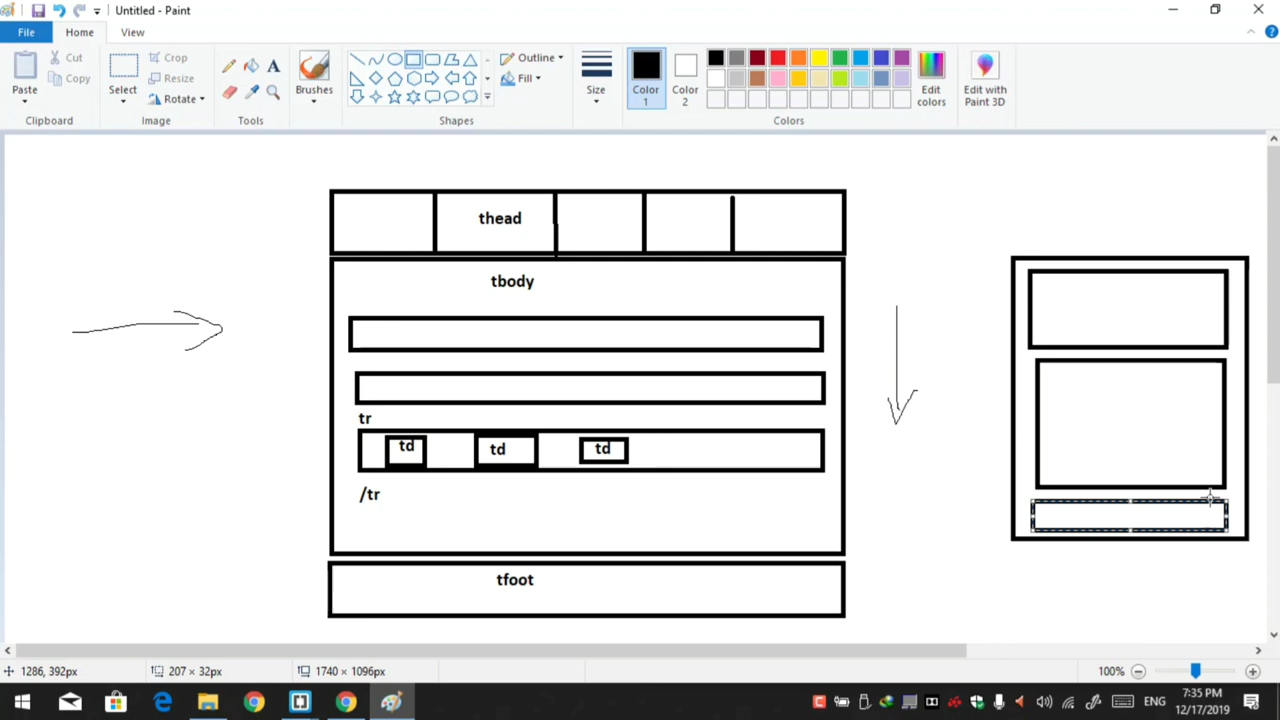 Untitled - Paint
File Home View
Paste
Cut
Copy
Clipboard
Select
Crop
Resize
Rotate
Image
Tools
Brushes
Shapes
Outline
Fill
Size
Color 1
Color 2
Colors
Edit colors
Edit with Paint 3D
thead
tbody
tr
td td td
/tr
tfoot
1286, 392px 207 × 32px 1740 × 1096px 100%
ENG
7:35 PM
12/17/2019